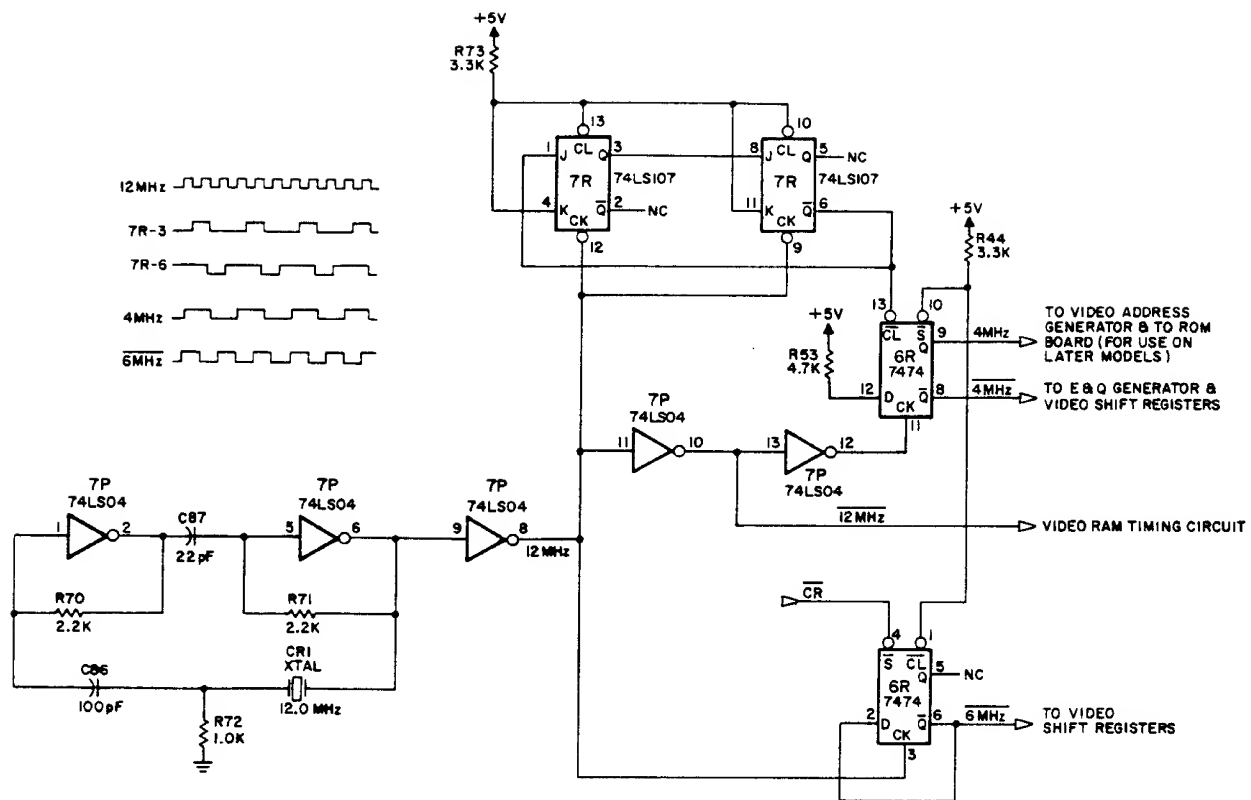 +5V
R73
3.3K
13
CL
1
J
Q
3
7R
74LS107
4
K
Q
2
NC
CK
12
10
CL
8
J
Q
5
NC
7R
74LS107
11
K
Q
6
CK
9
12MHz
7R-3
7R-6
4MHz
6MHz
+5V
R44
3.3K
+5V
R53
4.7K
13
10
CL
S
Q
9
4MHz
6R
7474
12
D
Q
8
4MHz
CK
11
TO VIDEO ADDRESS
GENERATOR & TO ROM
BOARD (FOR USE ON
LATER MODELS)
TO E & Q GENERATOR &
VIDEO SHIFT REGISTERS
7P
11
10
13
12
7P
74LS04
12MHz
VIDEO RAM TIMING CIRCUIT
7P
74LS04
1
2
C87
22pF
7P
74LS04
5
6
7P
74LS04
9
8
12MHz
R70
2.2K
R71
2.2K
C86
100pF
CR1
XTAL
12.0 MHz
R72
1.0K
CR
4
1
S
CL
Q
5
NC
6R
7474
2
D
Q
6
6MHz
CK
3
TO VIDEO
SHIFT REGISTERS